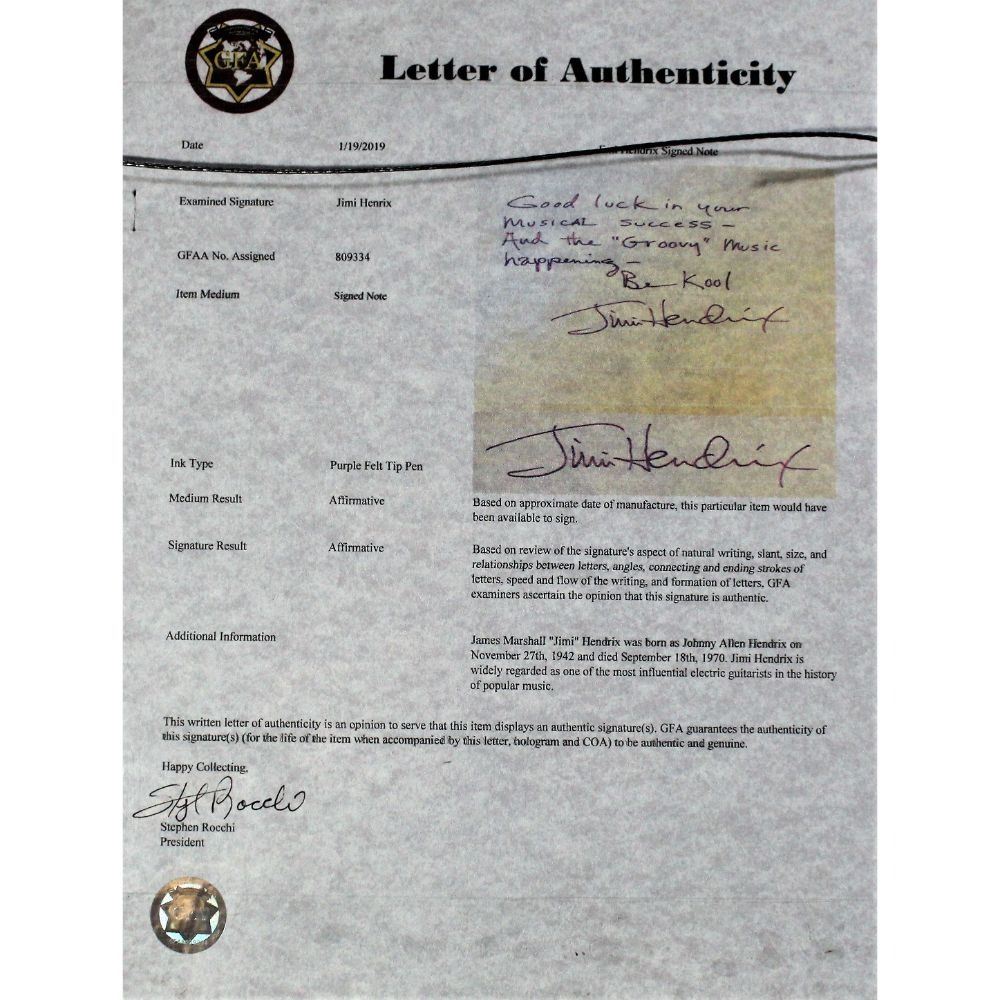 GFA
Letter of Authenticity
Date 1/19/2019
Hendrix Signed Note
Examined Signature Jimi Henrix
Good luck in your
musical success -
And the "Groovy" music
happening -
Be Kool
Jimi Hendrix
GFAA No. Assigned 809334
Item Medium Signed Note
Jimi Hendrix
Ink Type Purple Felt Tip Pen
Medium Result Affirmative
Based on approximate date of manufacture, this particular item would have
been available to sign.
Signature Result Affirmative
Based on review of the signature's aspect of natural writing, slant, size, and
relationships between letters, angles, connecting and ending strokes of
letters, speed and flow of the writing, and formation of letters. GFA
examiners ascertain the opinion that this signature is authentic.
Additional Information
James Marshall "Jimi" Hendrix was born as Johnny Allen Hendrix on
November 27th, 1942 and died September 18th, 1970. Jimi Hendrix is
widely regarded as one of the most influential electric guitarists in the history
of popular music.
This written letter of authenticity is an opinion to serve that this item displays an authentic signature(s). GFA guarantees the authenticity of
this signature(s) (for the life of the item when accompanied by this letter, hologram and COA) to be authentic and genuine.
Happy Collecting,
Stephen Rocchi
President
GFA